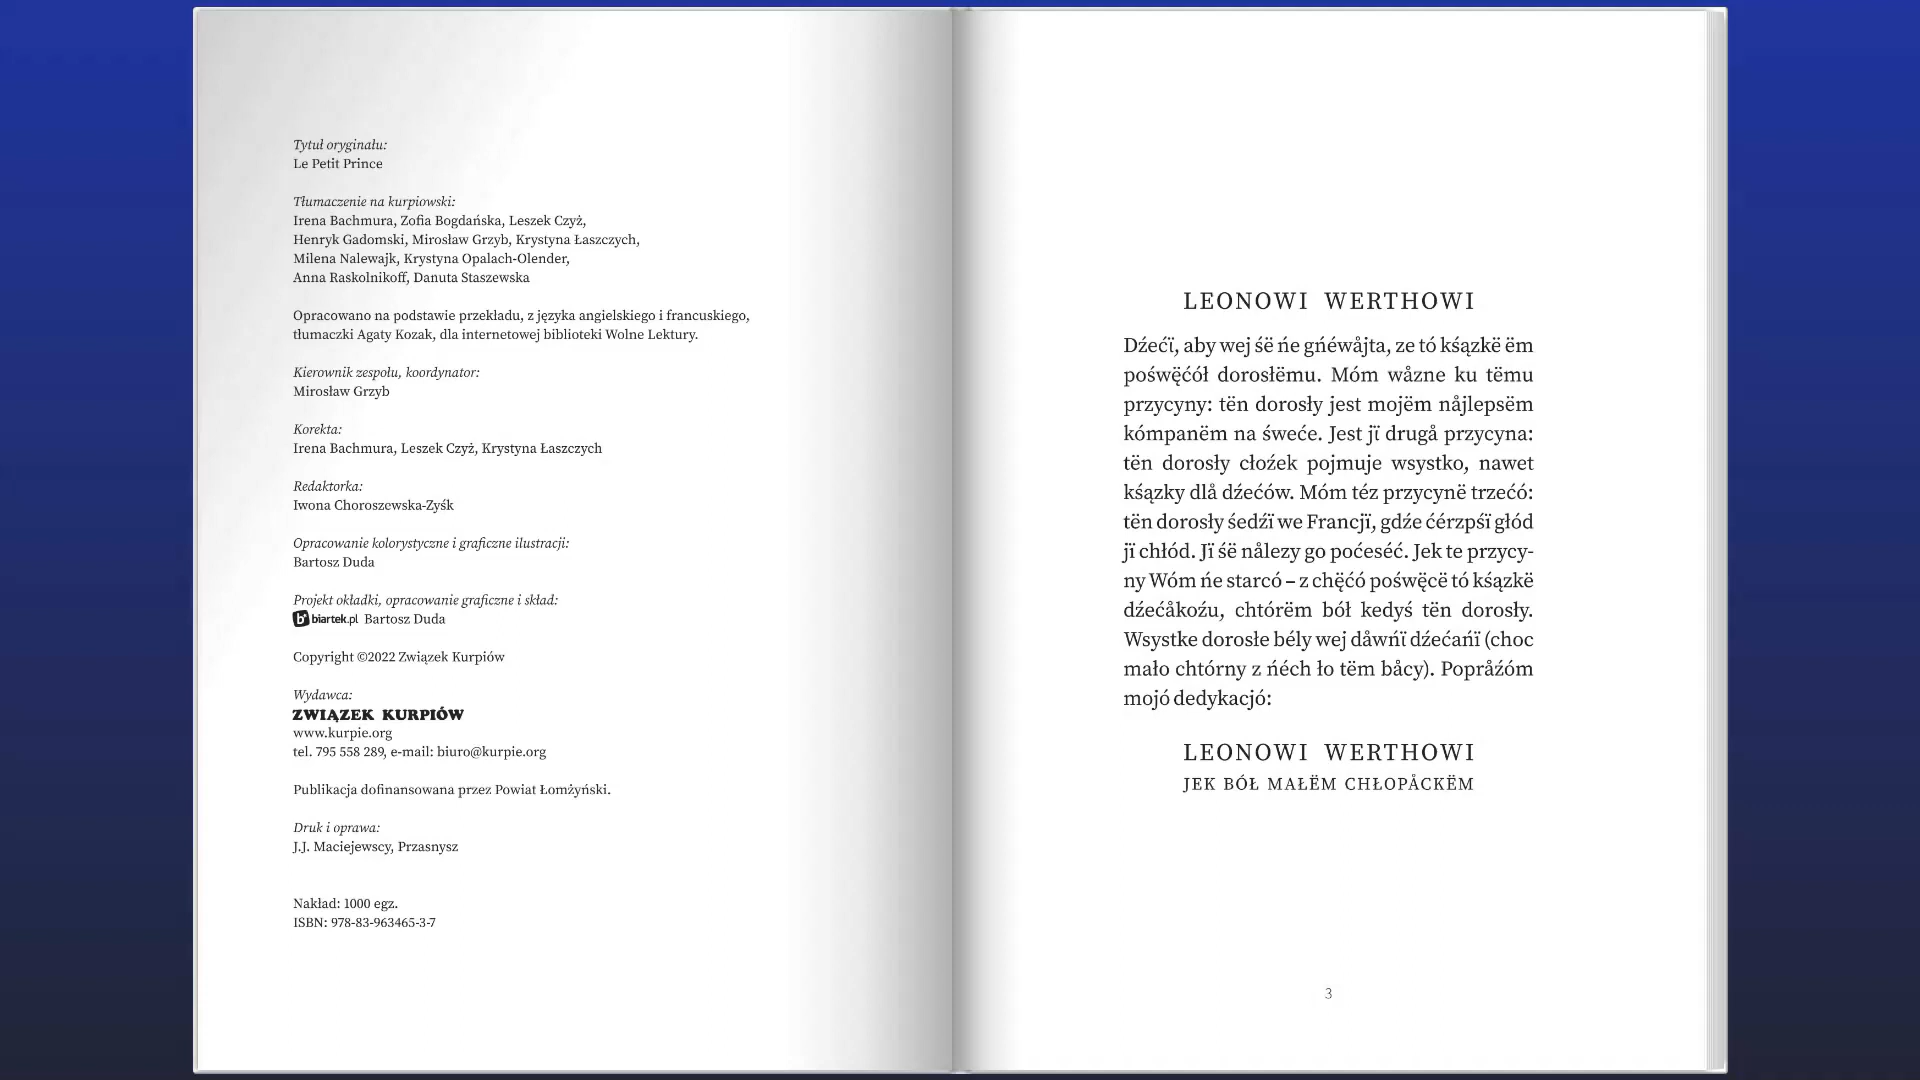 Tytuł oryginału:
Le Petit Prince
Tłumaczenie na kurpiowski:
Irena Bachmura, Zofia Bogdańska, Leszek Czyż,
Henryk Gadomski, Mirosław Grzyb, Krystyna Łaszczych,
Milena Nalewajk, Krystyna Opalach-Olender,
Anna Raskolnikoff, Danuta Staszewska
Opracowano na podstawie przekładu, z języka angielskiego i francuskiego,
tłumaczki Agaty Kozak, dla internetowej biblioteki Wolne Lektury.
Kierownik zespołu, koordynator:
Mirosław Grzyb
Korekta:
Irena Bachmura, Leszek Czyż, Krystyna Łaszczych
Redaktorka:
Iwona Choroszewska-Zyśk
Opracowanie kolorystyczne i graficzne ilustracji:
Bartosz Duda
Projekt okładki, opracowanie graficzne i skład:
b biartek.pl Bartosz Duda
Copyright ©2022 Związek Kurpiów
Wydawca:
ZWIĄZEK KURPIÓW
www.kurpie.org
tel. 795 558 289, e-mail: biuro@kurpie.org
Publikacja dofinansowana przez Powiat Łomżyński.
Druk i oprawa:
J.J. Maciejewscy, Przasnysz
Nakład: 1000 egz.
ISBN: 978-83-963465-3-7
LEONOWI WERTHOWI
Dźećï, aby wej śë ńe gńéwåjta, ze tó kśązkë ëm
pośwę̈ćół dorosłëmu. Móm wåzne ku tëmu
przycyny: tën dorosły jest mojëm nåjlepsëm
kómpanëm na śweće. Jest jï drugå przycyna:
tën dorosły cłoźek pojmuje wsystko, nawet
kśązky dlå dźećów. Móm téz przycynë trzećó:
tën dorosły śedźï we Francjï, gdźe ćérzpśï głód
jï chłód. Jï śë nålezy go poćeséć. Jek te przycy-
ny Wóm ńe starcó – z chę̈ćó pośwę̈cë tó kśązkë
dźećåkoźu, chtórëm bół kedyś tën dorosły.
Wsystke dorosłe bély wej dåwńï dźećańï (choc
mało chtórny z ńéch ło tëm båcy). Popråźóm
mojó dedykacjó:
LEONOWI WERTHOWI
JEK BÓŁ MAŁËM CHŁOPÅCKËM
3